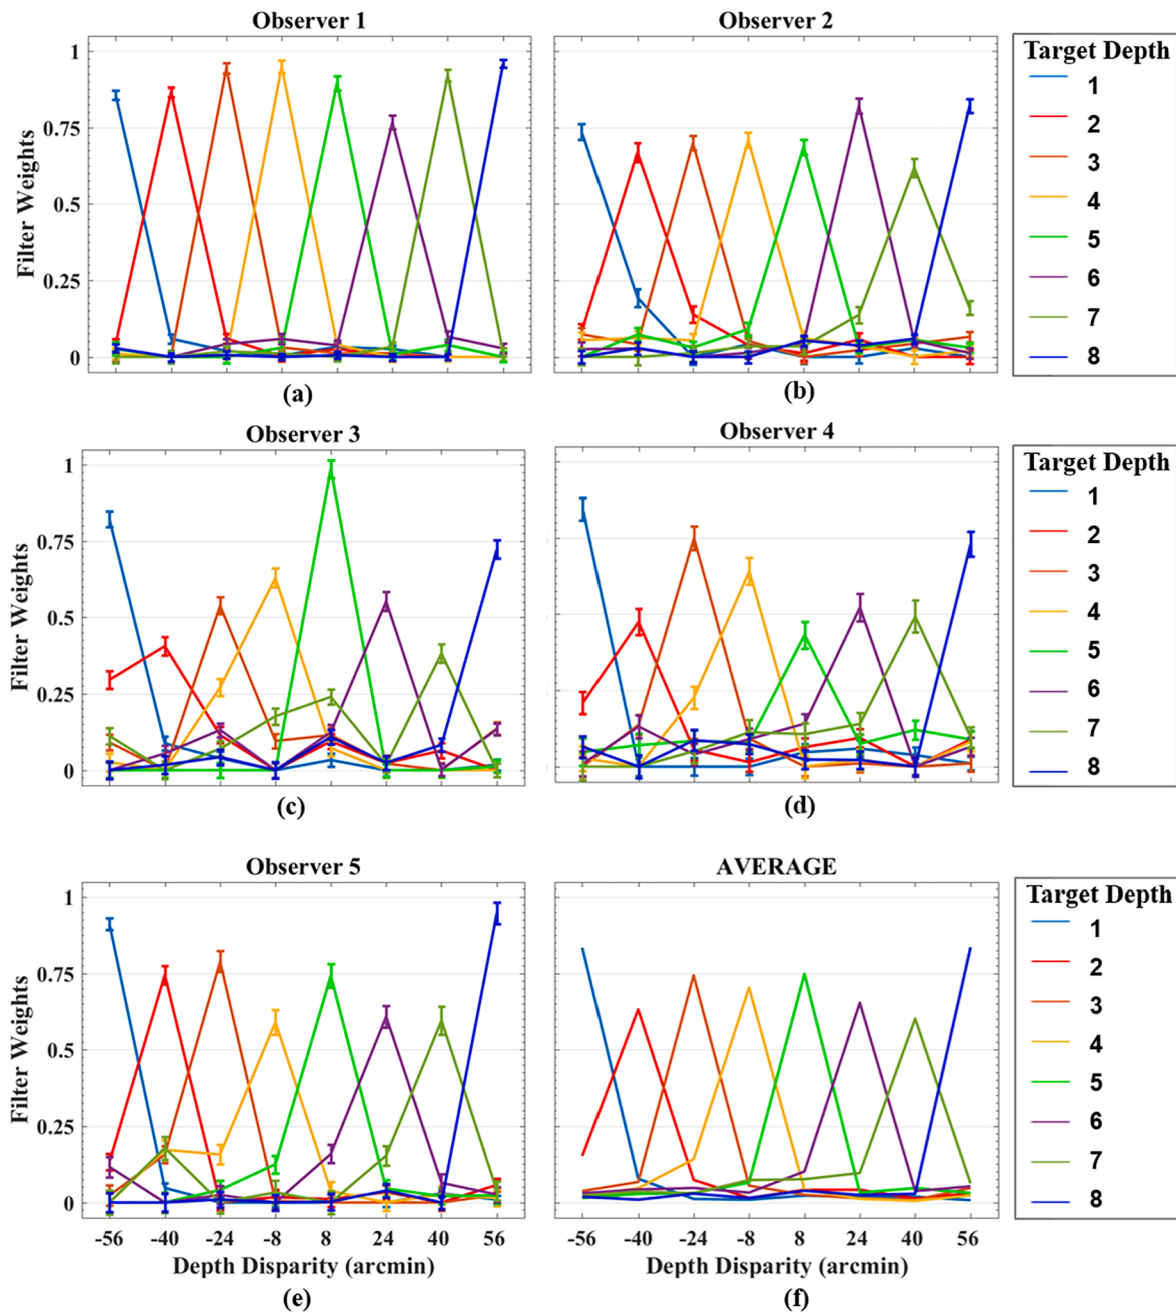 Observer 1
Observer 2
Filter Weights
1
0.75
0.5
0.25
0
(a)
(b)
Target Depth
1
2
3
4
5
6
7
8
Observer 3
Observer 4
Filter Weights
1
0.75
0.5
0.25
0
(c)
(d)
Target Depth
1
2
3
4
5
6
7
8
Observer 5
AVERAGE
Filter Weights
1
0.75
0.5
0.25
0
-56 -40 -24 -8 8 24 40 56
Depth Disparity (arcmin)
(e)
-56 -40 -24 -8 8 24 40 56
Depth Disparity (arcmin)
(f)
Target Depth
1
2
3
4
5
6
7
8